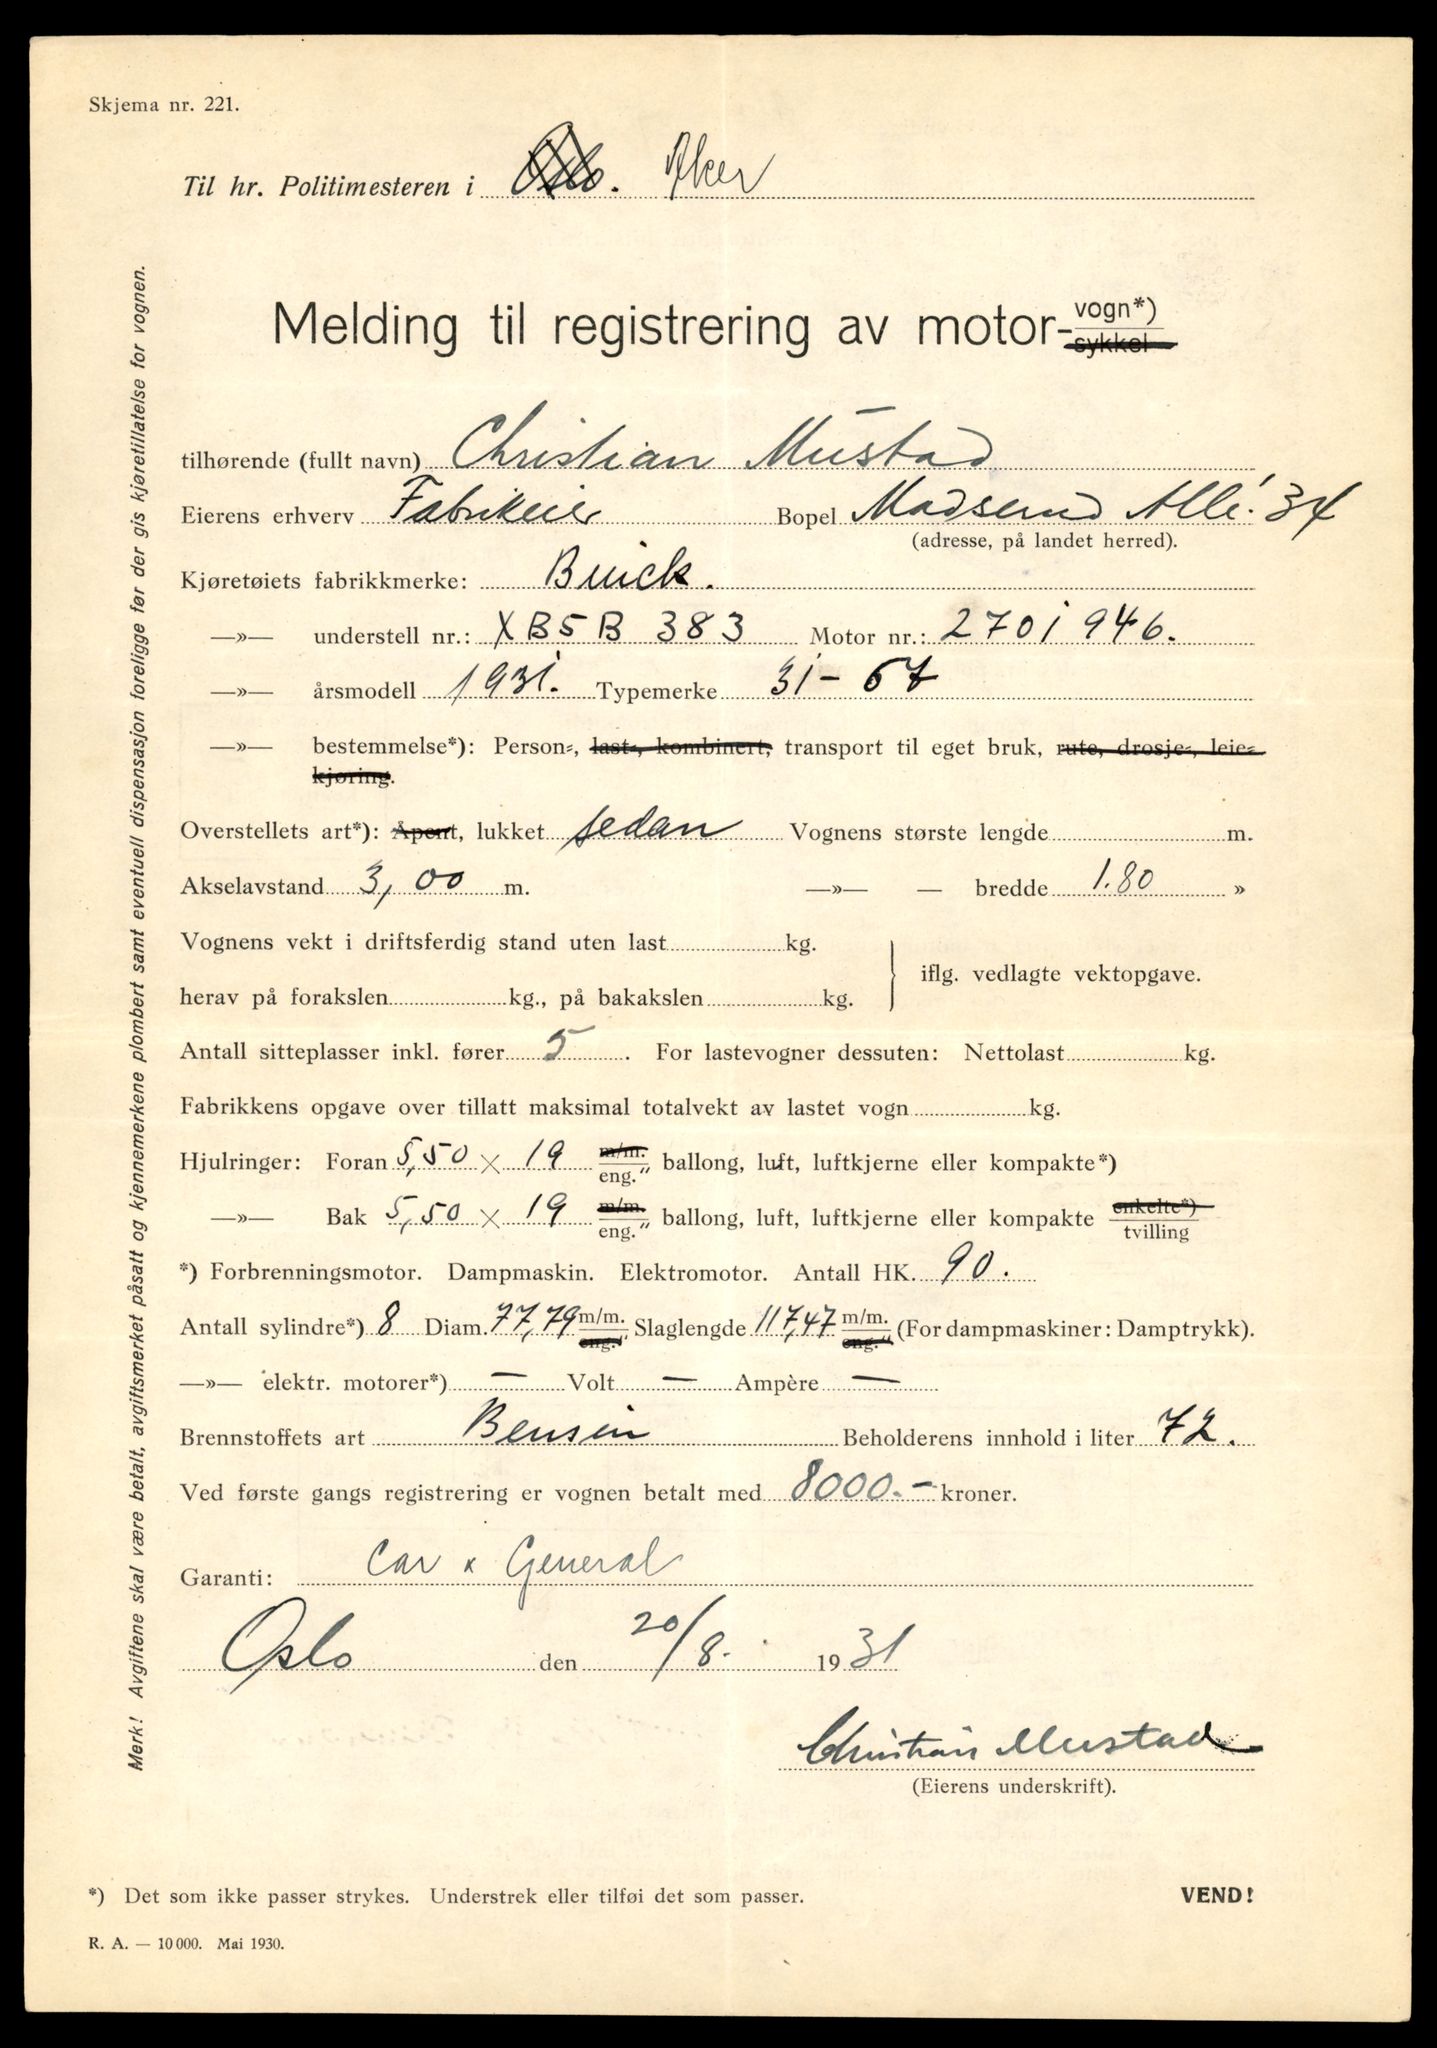 Skjema nr. 221.
Til hr. Politimesteren i Oslo. Aker
Melding til registrering av motor-vogn*)
sykkel
tilhørende (fullt navn) Christian Mustad
Eierens erhverv Fabrikeier Bopel Madserud Allé. 34
(adresse, på landet herred).
Kjøretøiets fabrikkmerke: Buick.
—»— understell nr.: XB5B 383 Motor nr.: 2701946.
—»— årsmodell 1931. Typemerke 31-57
—»— bestemmelse*): Person-, last-, kombinert, transport til eget bruk, rute, drosje-, leie-
kjøring.
Overstellets art*): Åpent, lukket sedan Vognens største lengde m.
Akselavstand 3,00 m. —»— — bredde 1.80 »
Vognens vekt i driftsferdig stand uten last kg.
herav på forakslen kg., på bakakslen kg.
iflg. vedlagte vektopgave.
Antall sitteplasser inkl. fører 5. For lastevogner dessuten: Nettolast kg.
Fabrikkens opgave over tillatt maksimal totalvekt av lastet vogn kg.
Hjulringer: Foran 5,50 × 19 m/m. eng." ballong, luft, luftkjerne eller kompakte*)
—»— Bak 5,50 × 19 m/m. eng." ballong, luft, luftkjerne eller kompakte enkelte*) tvilling
*) Forbrenningsmotor. Dampmaskin. Elektromotor. Antall HK. 90.
Antall sylindre*) 8 Diam. 77,79 m/m. eng." Slaglengde 117,47 m/m. eng." (For dampmaskiner: Damptrykk).
—»— elektr. motorer*) — Volt — Ampère —
Brennstoffets art Bensin Beholderens innhold i liter 72.
Ved første gangs registrering er vognen betalt med 8000.- kroner.
Garanti: Car x General
Oslo den 20/8. 1931
Christian Mustad
(Eierens underskrift).
*) Det som ikke passer strykes. Understrek eller tilføi det som passer. VEND!
R. A. — 10 000. Mai 1930.
Merk! Avgiftene skal være betalt, avgiftsmerket påsatt og kjennemerkene plombert samt eventuell dispensasjon foreligge før der gis kjøretillatelse for vognen.